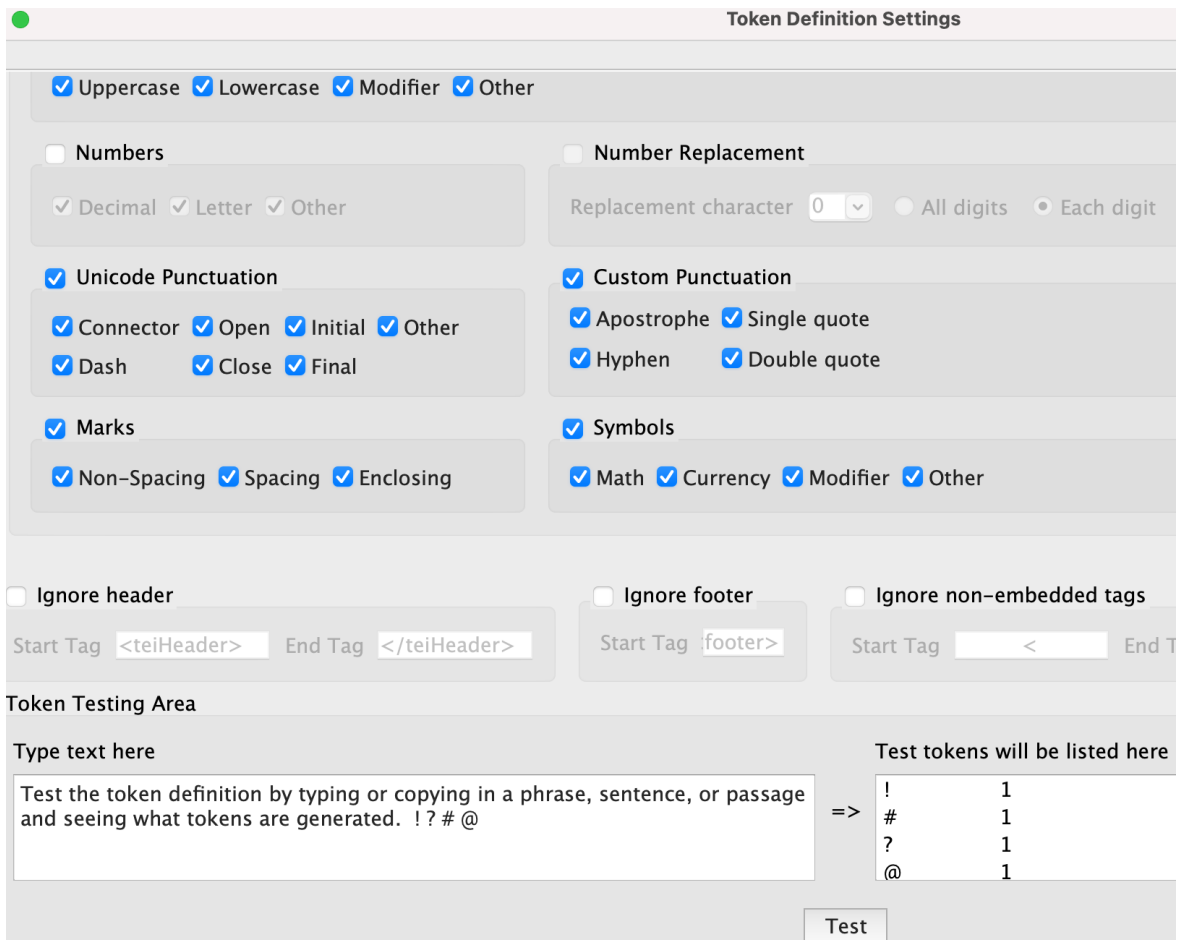 Token Definition Settings
Uppercase Lowercase Modifier Other
Numbers
Number Replacement
Decimal Letter Other
Replacement character 0 All digits Each digit
Unicode Punctuation
Custom Punctuation
Connector Open Initial Other
Dash Close Final
Apostrophe Single quote
Hyphen Double quote
Marks
Symbols
Non-Spacing Spacing Enclosing
Math Currency Modifier Other
Ignore header
Ignore footer
Ignore non-embedded tags
Start Tag <teiHeader> End Tag </teiHeader>
Start Tag footer>
Start Tag < End
Token Testing Area
Type text here
Test tokens will be listed here
Test the token definition by typing or copying in a phrase, sentence, or passage
and seeing what tokens are generated. ! ? # @
=>
! 1
# 1
? 1
@ 1
Test